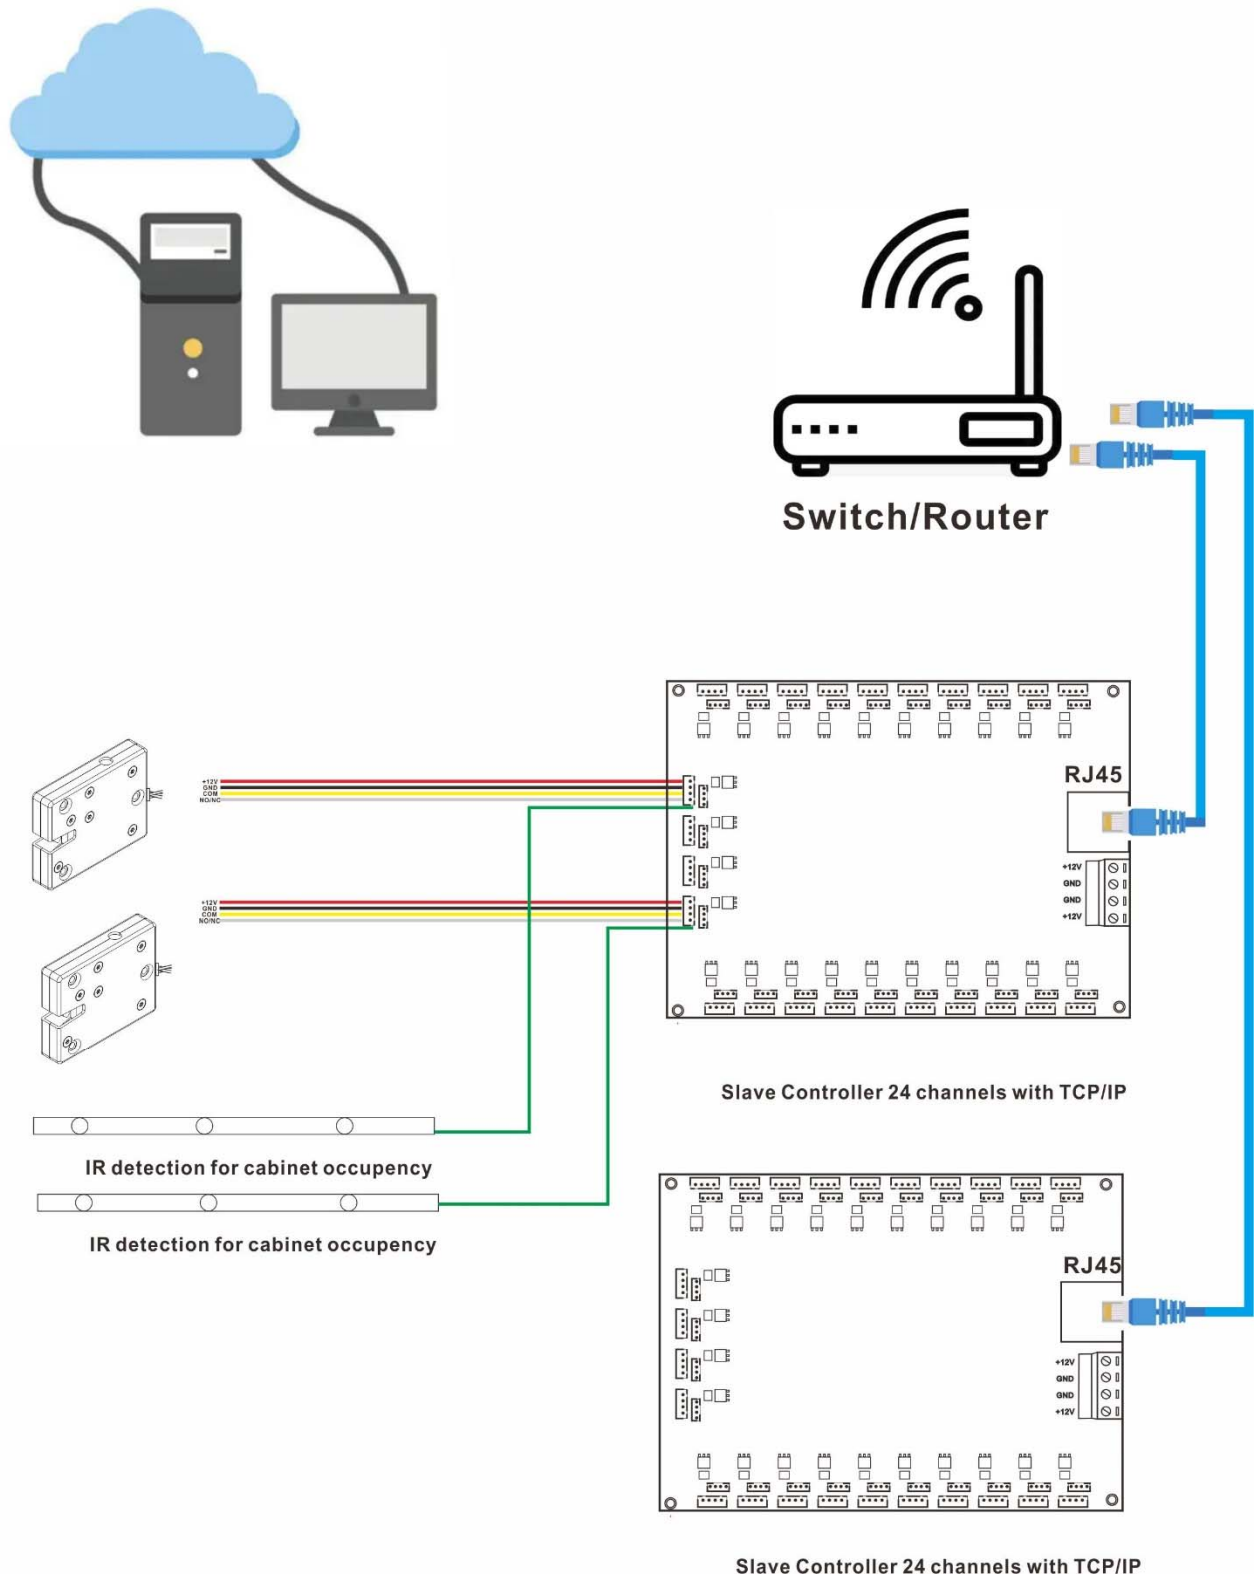 Switch/Router
RJ45
+12V
GND
COM
NO/NC
+12V
GND
GND
+12V
+12V
GND
COM
NO/NC
Slave Controller 24 channels with TCP/IP
IR detection for cabinet occupency
IR detection for cabinet occupency
RJ45
+12V
GND
GND
+12V
Slave Controller 24 channels with TCP/IP